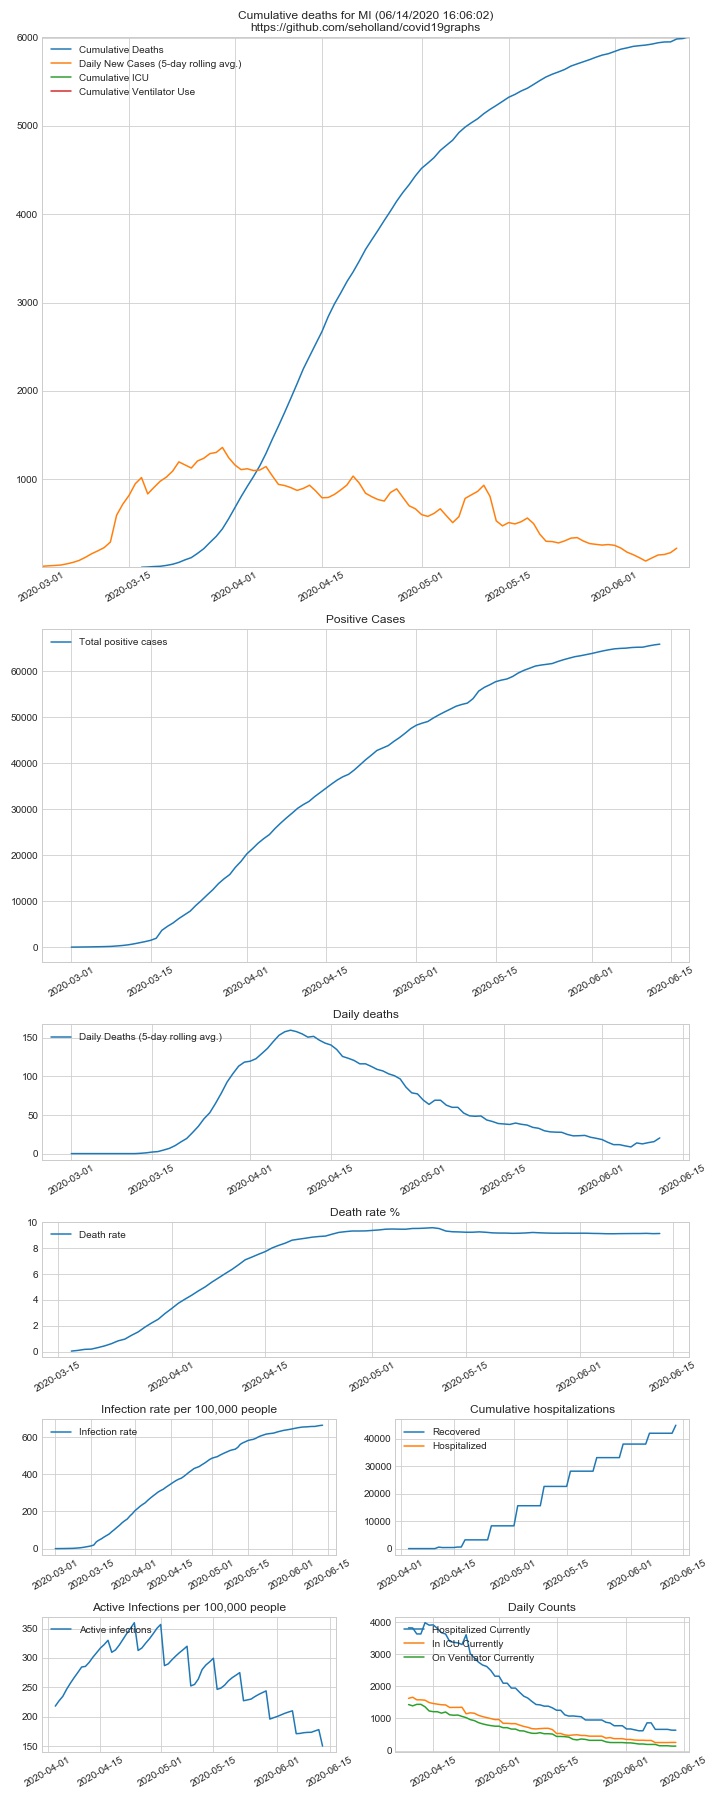 Cumulative deaths for MI (06/14/2020 16:06:02)
https://github.com/seholland/covid19graphs
Cumulative Deaths
Daily New Cases (5-day rolling avg.)
Cumulative ICU
Cumulative Ventilator Use
6000
5000
4000
3000
2000
1000
2020-03-01 2020-03-15 2020-04-01 2020-04-15 2020-05-01 2020-05-15 2020-06-01
Positive Cases
Total positive cases
60000
50000
40000
30000
20000
10000
0
2020-03-01 2020-03-15 2020-04-01 2020-04-15 2020-05-01 2020-05-15 2020-06-01 2020-06-15
Daily deaths
Daily Deaths (5-day rolling avg.)
150
100
50
0
2020-03-01 2020-03-15 2020-04-01 2020-04-15 2020-05-01 2020-05-15 2020-06-01 2020-06-15
Death rate %
Death rate
10
8
6
4
2
0
2020-03-15 2020-04-01 2020-04-15 2020-05-01 2020-05-15 2020-06-01 2020-06-15
Infection rate per 100,000 people
Infection rate
600
400
200
0
2020-03-01 2020-03-15 2020-04-01 2020-04-15 2020-05-01 2020-05-15 2020-06-01 2020-06-15
Cumulative hospitalizations
Recovered
Hospitalized
40000
30000
20000
10000
0
2020-04-01 2020-04-15 2020-05-01 2020-05-15 2020-06-01 2020-06-15
Active Infections per 100,000 people
Active infections
350
300
250
200
150
2020-04-01 2020-04-15 2020-05-01 2020-05-15 2020-06-01 2020-06-15
Daily Counts
Hospitalized Currently
In ICU Currently
On Ventilator Currently
4000
3000
2000
1000
0
2020-04-15 2020-05-01 2020-05-15 2020-06-01 2020-06-15